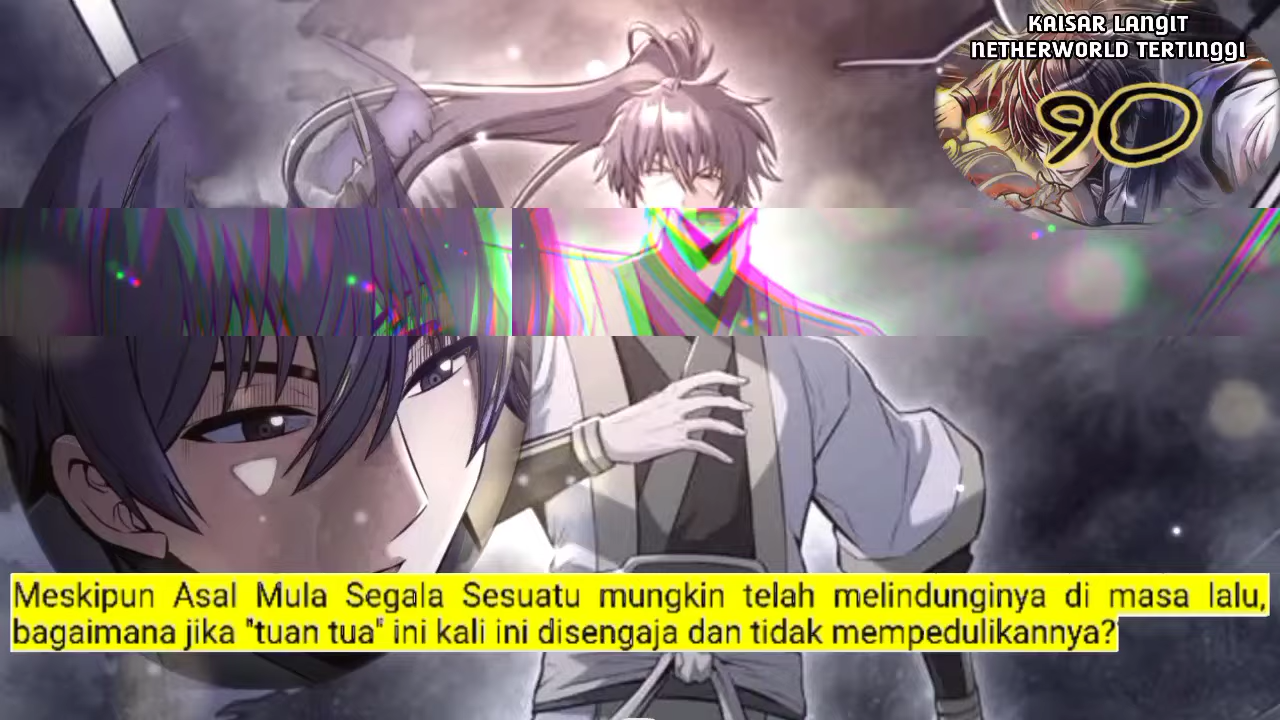 KAISAR LANGIT
NETHERWORLD TERTINGGI
90
Meskipun Asal Mula Segala Sesuatu mungkin telah melindunginya di masa lalu,
bagaimana jika "tuan tua" ini kali ini disengaja dan tidak mempedulikannya?